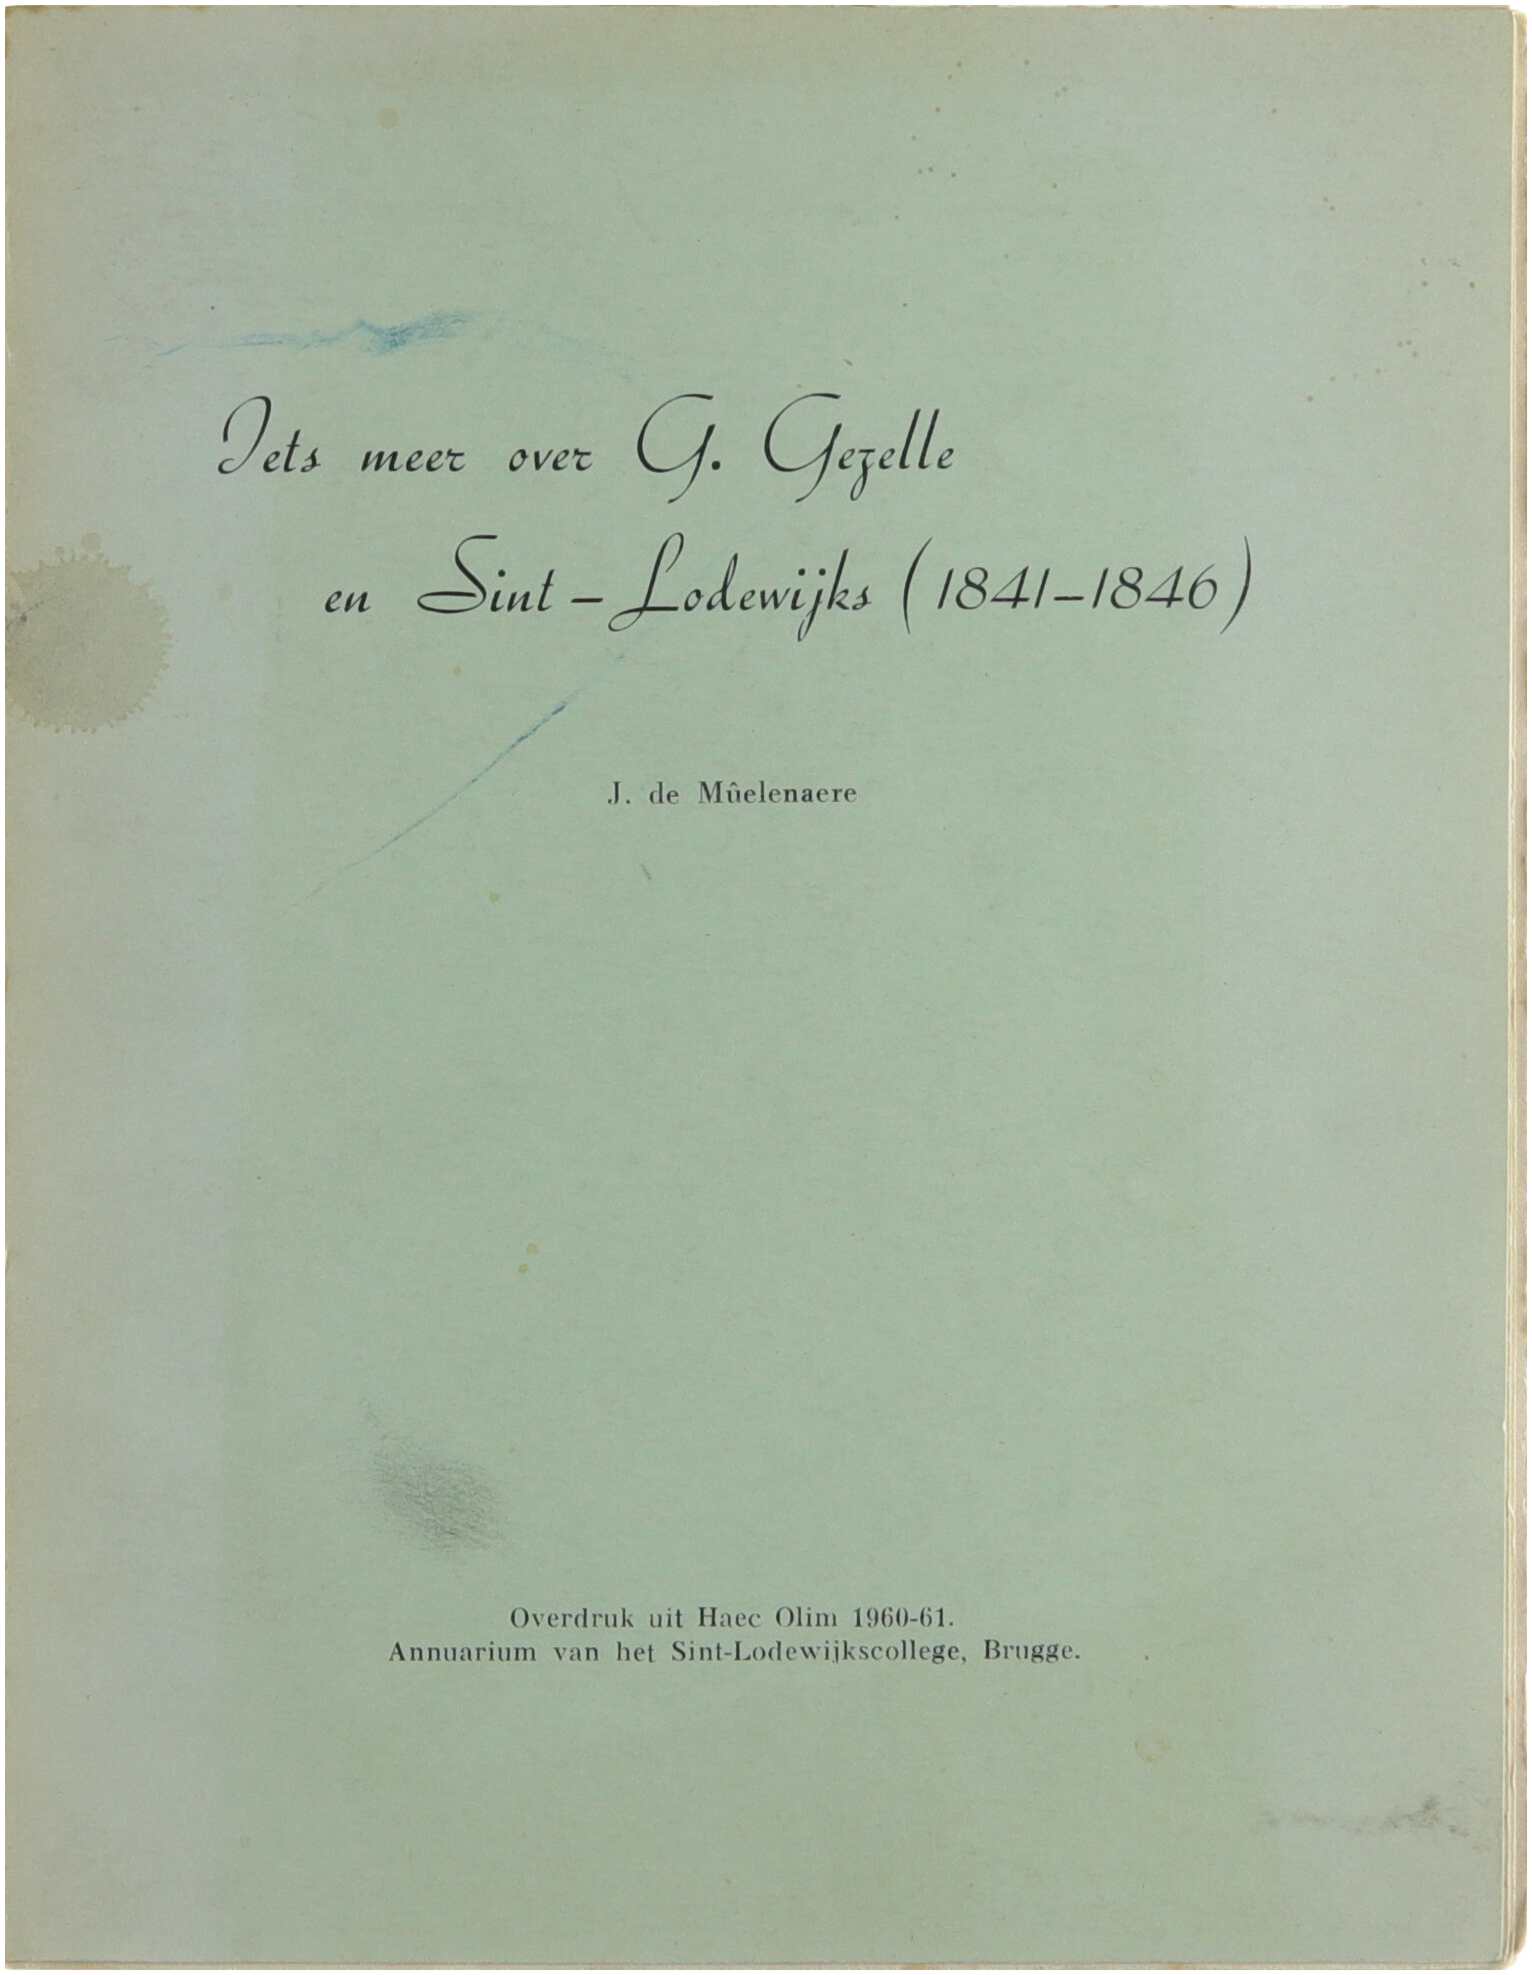 Iets meer over G. Gezelle
en Sint-Lodewijks (1841-1846)
J. de Mûelenaere
Overdruk uit Haec Olim 1960-61.
Annuarium van het Sint-Lodewijkscollege, Brugge.